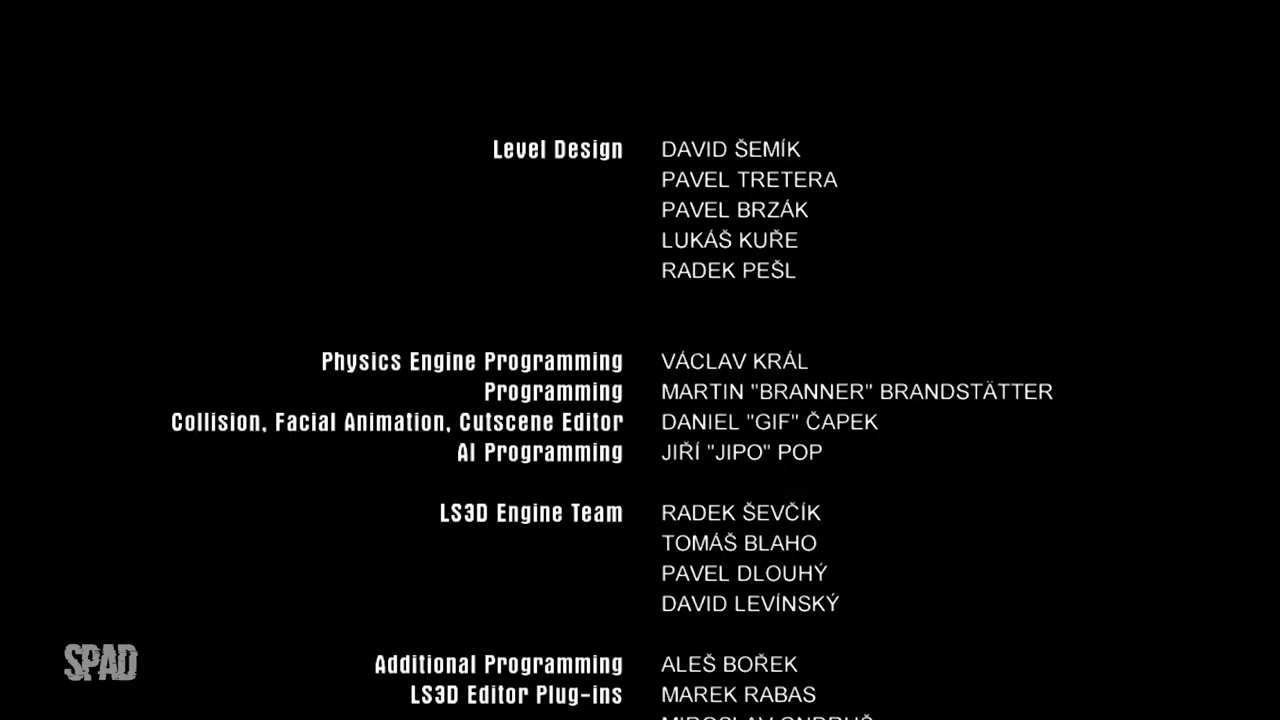 Level Design DAVID ŠEMÍK
PAVEL TRETERA
PAVEL BRZÁK
LUKÁŠ KUŘE
RADEK PEŠL
Physics Engine Programming VÁCLAV KRÁL
Programming MARTIN "BRANNER" BRANDSTÄTTER
Collision, Facial Animation, Cutscene Editor DANIEL "GIF" ČAPEK
AI Programming JIŘÍ "JIPO" POP
LS3D Engine Team RADEK ŠEVČÍK
TOMÁŠ BLAHO
PAVEL DLOUHÝ
DAVID LEVÍNSKÝ
Additional Programming ALEŠ BOŘEK
LS3D Editor Plug-ins MAREK RABAS
SPAD